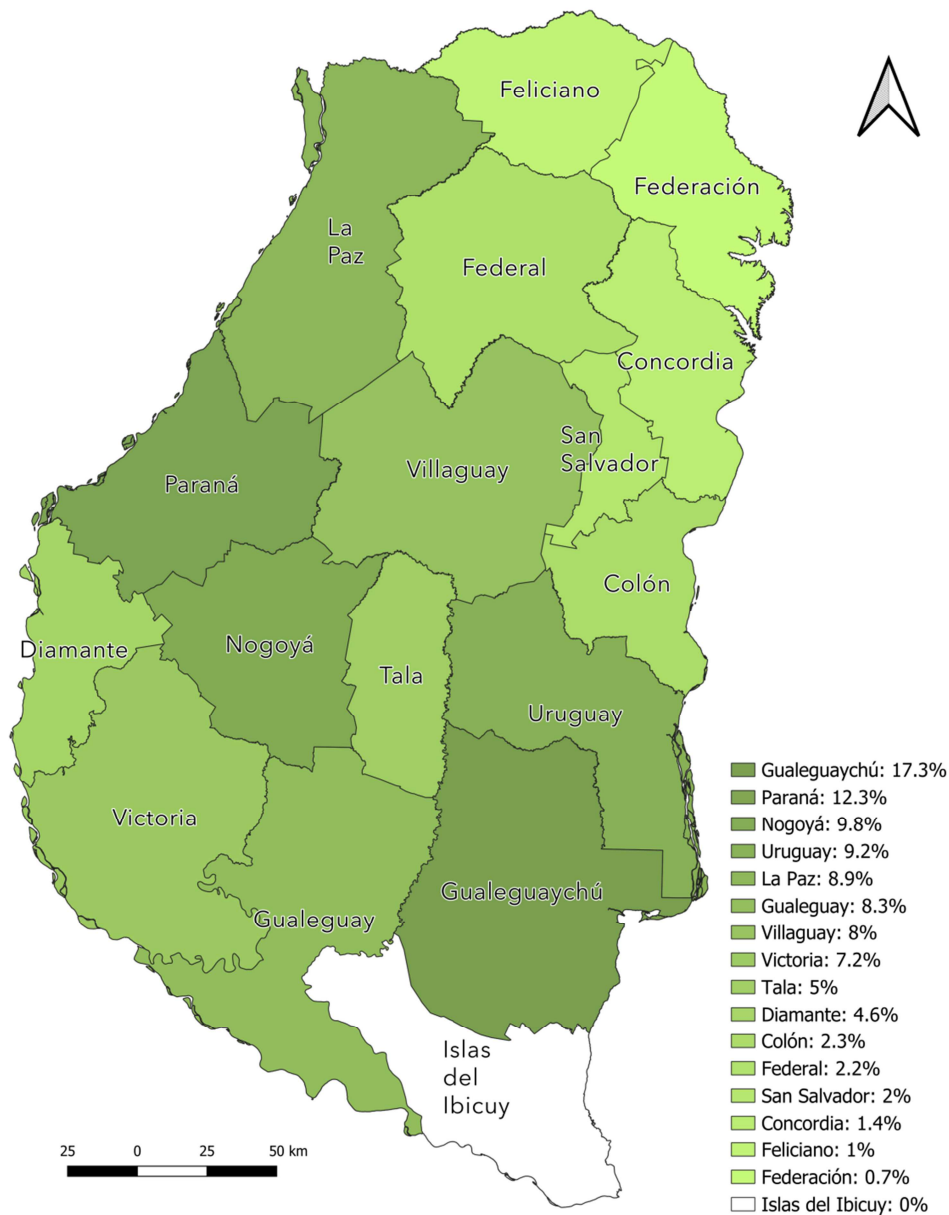 Feliciano
Federación
La
Paz
Federal
Concordia
San
Salvador
Villaguay
Paraná
Colón
Diamante
Nogoyá
Tala
Uruguay
Victoria
Gualeguaychú
Gualeguay
Islas
del
Ibicuy
Gualeguaychú: 17.3%
Paraná: 12.3%
Nogoyá: 9.8%
Uruguay: 9.2%
La Paz: 8.9%
Gualeguay: 8.3%
Villaguay: 8%
Victoria: 7.2%
Tala: 5%
Diamante: 4.6%
Colón: 2.3%
Federal: 2.2%
San Salvador: 2%
Concordia: 1.4%
Feliciano: 1%
Federación: 0.7%
Islas del Ibicuy: 0%
25 0 25 50 km